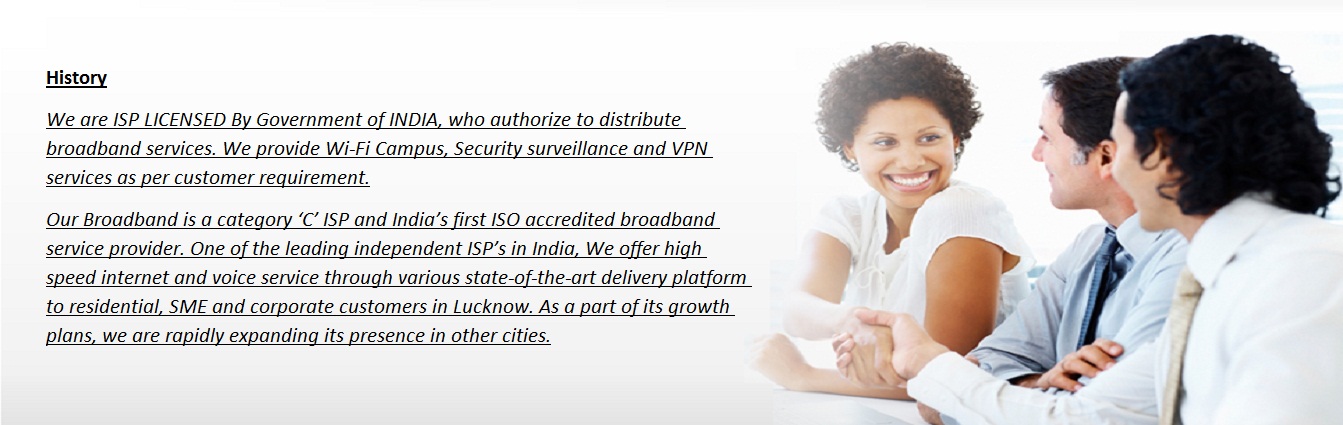 History
We are ISP LICENSED By Government of INDIA, who authorize to distribute
broadband services. We provide Wi-Fi Campus, Security surveillance and VPN
services as per customer requirement.
Our Broadband is a category ‘C’ ISP and India’s first ISO accredited broadband
service provider. One of the leading independent ISP’s in India, We offer high
speed internet and voice service through various state-of-the-art delivery platform
to residential, SME and corporate customers in Lucknow. As a part of its growth
plans, we are rapidly expanding its presence in other cities.